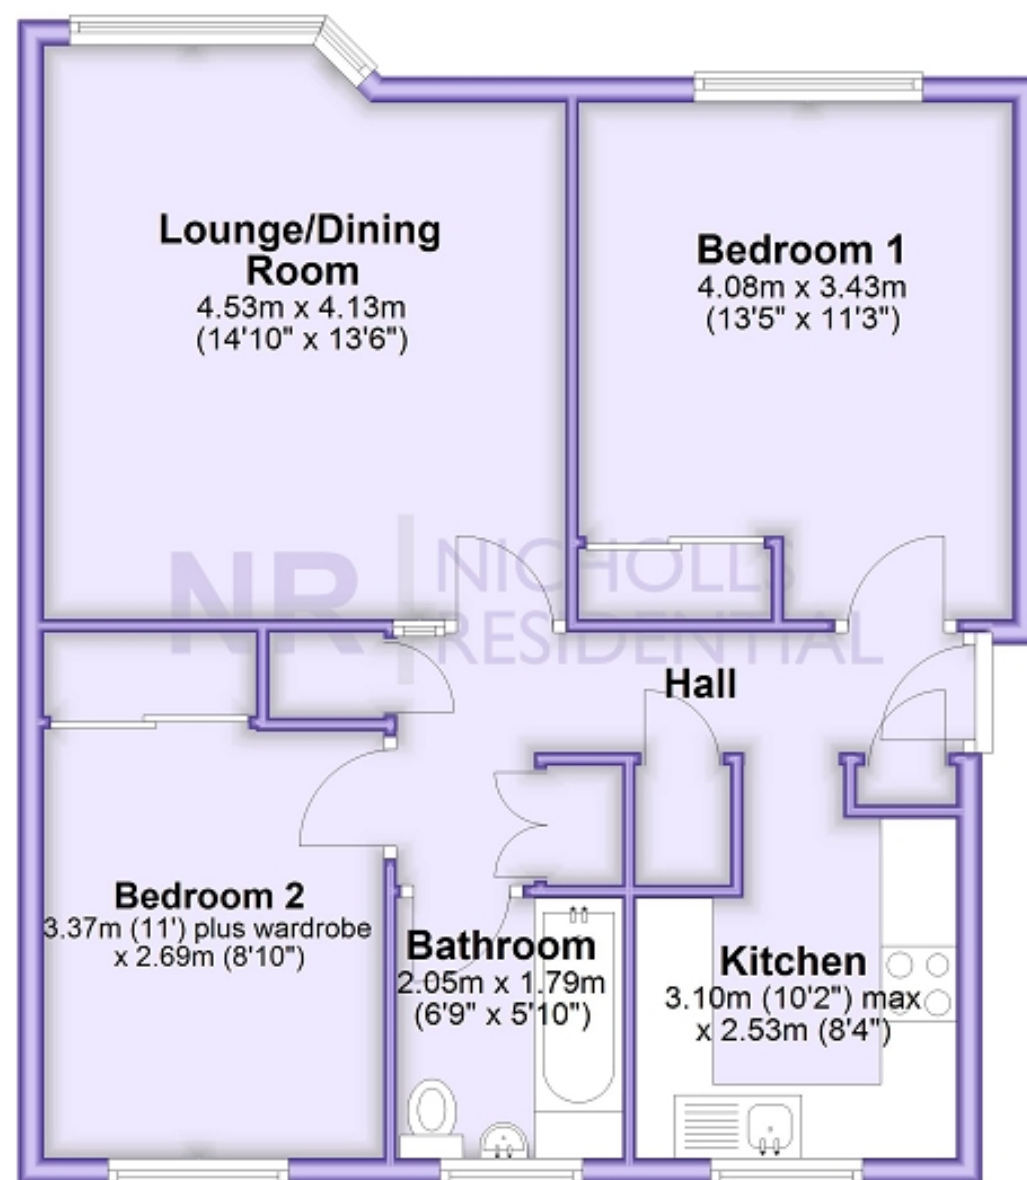 Lounge/Dining
Room
4.53m x 4.13m
(14'10" x 13'6")
Bedroom 1
4.08m x 3.43m
(13'5" x 11'3")
NR
NICHOLLS
RESIDENTIAL
Hall
Bedroom 2
3.37m (11') plus wardrobe
x 2.69m (8'10")
Bathroom
2.05m x 1.79m
(6'9" x 5'10")
Kitchen
3.10m (10'2") max
x 2.53m (8'4")